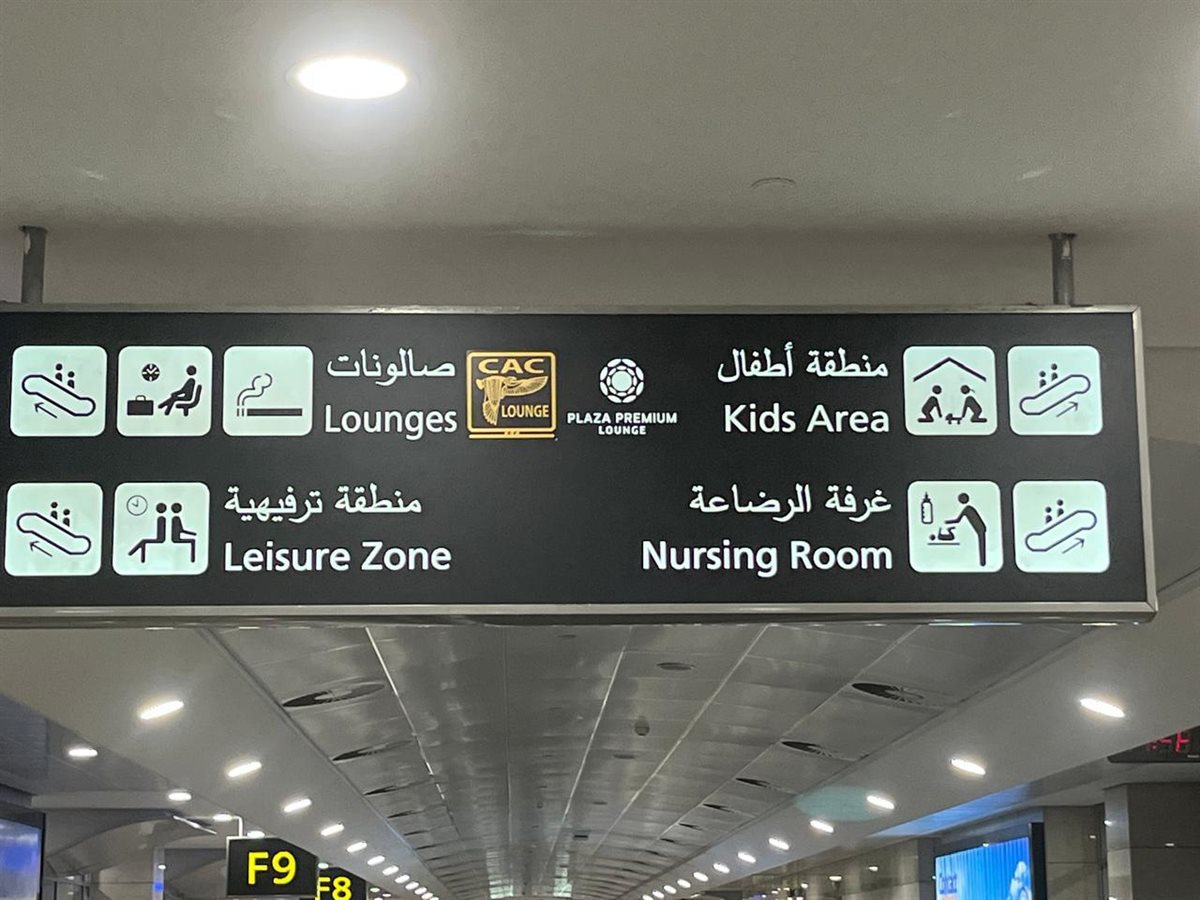 صالونات
Lounges
CAC
LOUNGE
PLAZA PREMIUM
LOUNGE
منطقة أطفال
Kids Area
منطقة ترفيهية
Leisure Zone
غرفة الرضاعة
Nursing Room
F9
F8